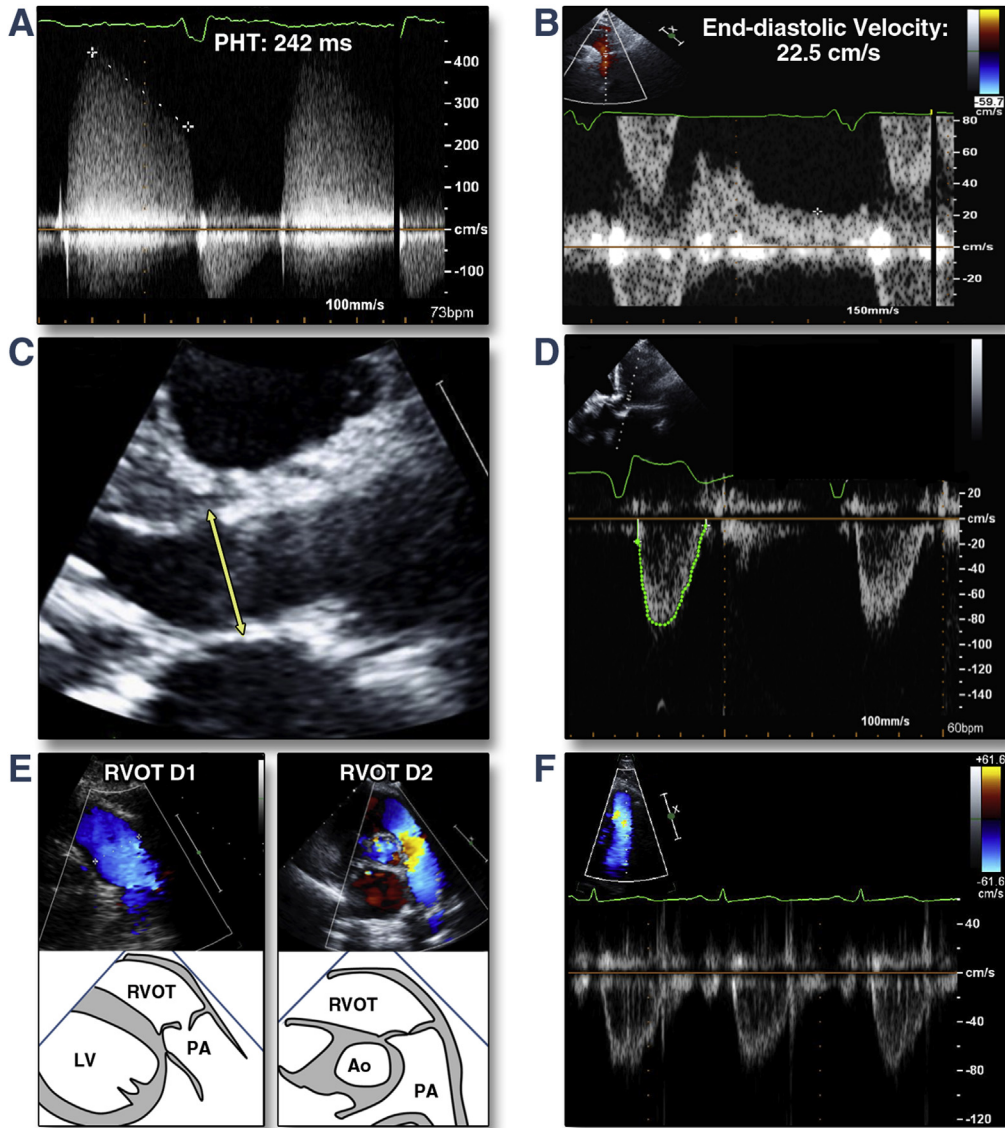 A
PHT: 242 ms
400
300
200
100
cm/s
-100
100mm/s
73bpm
B
End-diastolic Velocity:
22.5 cm/s
-59.7
cm/s
80
60
40
20
cm/s
-20
150mm/s
C
D
20
cm/s
-20
-40
-60
-80
-100
-120
-140
100mm/s
60bpm
E
RVOT D1
RVOT D2
RVOT
LV
PA
RVOT
Ao
PA
F
+61.6
-61.6
cm/s
40
cm/s
-40
-80
-120